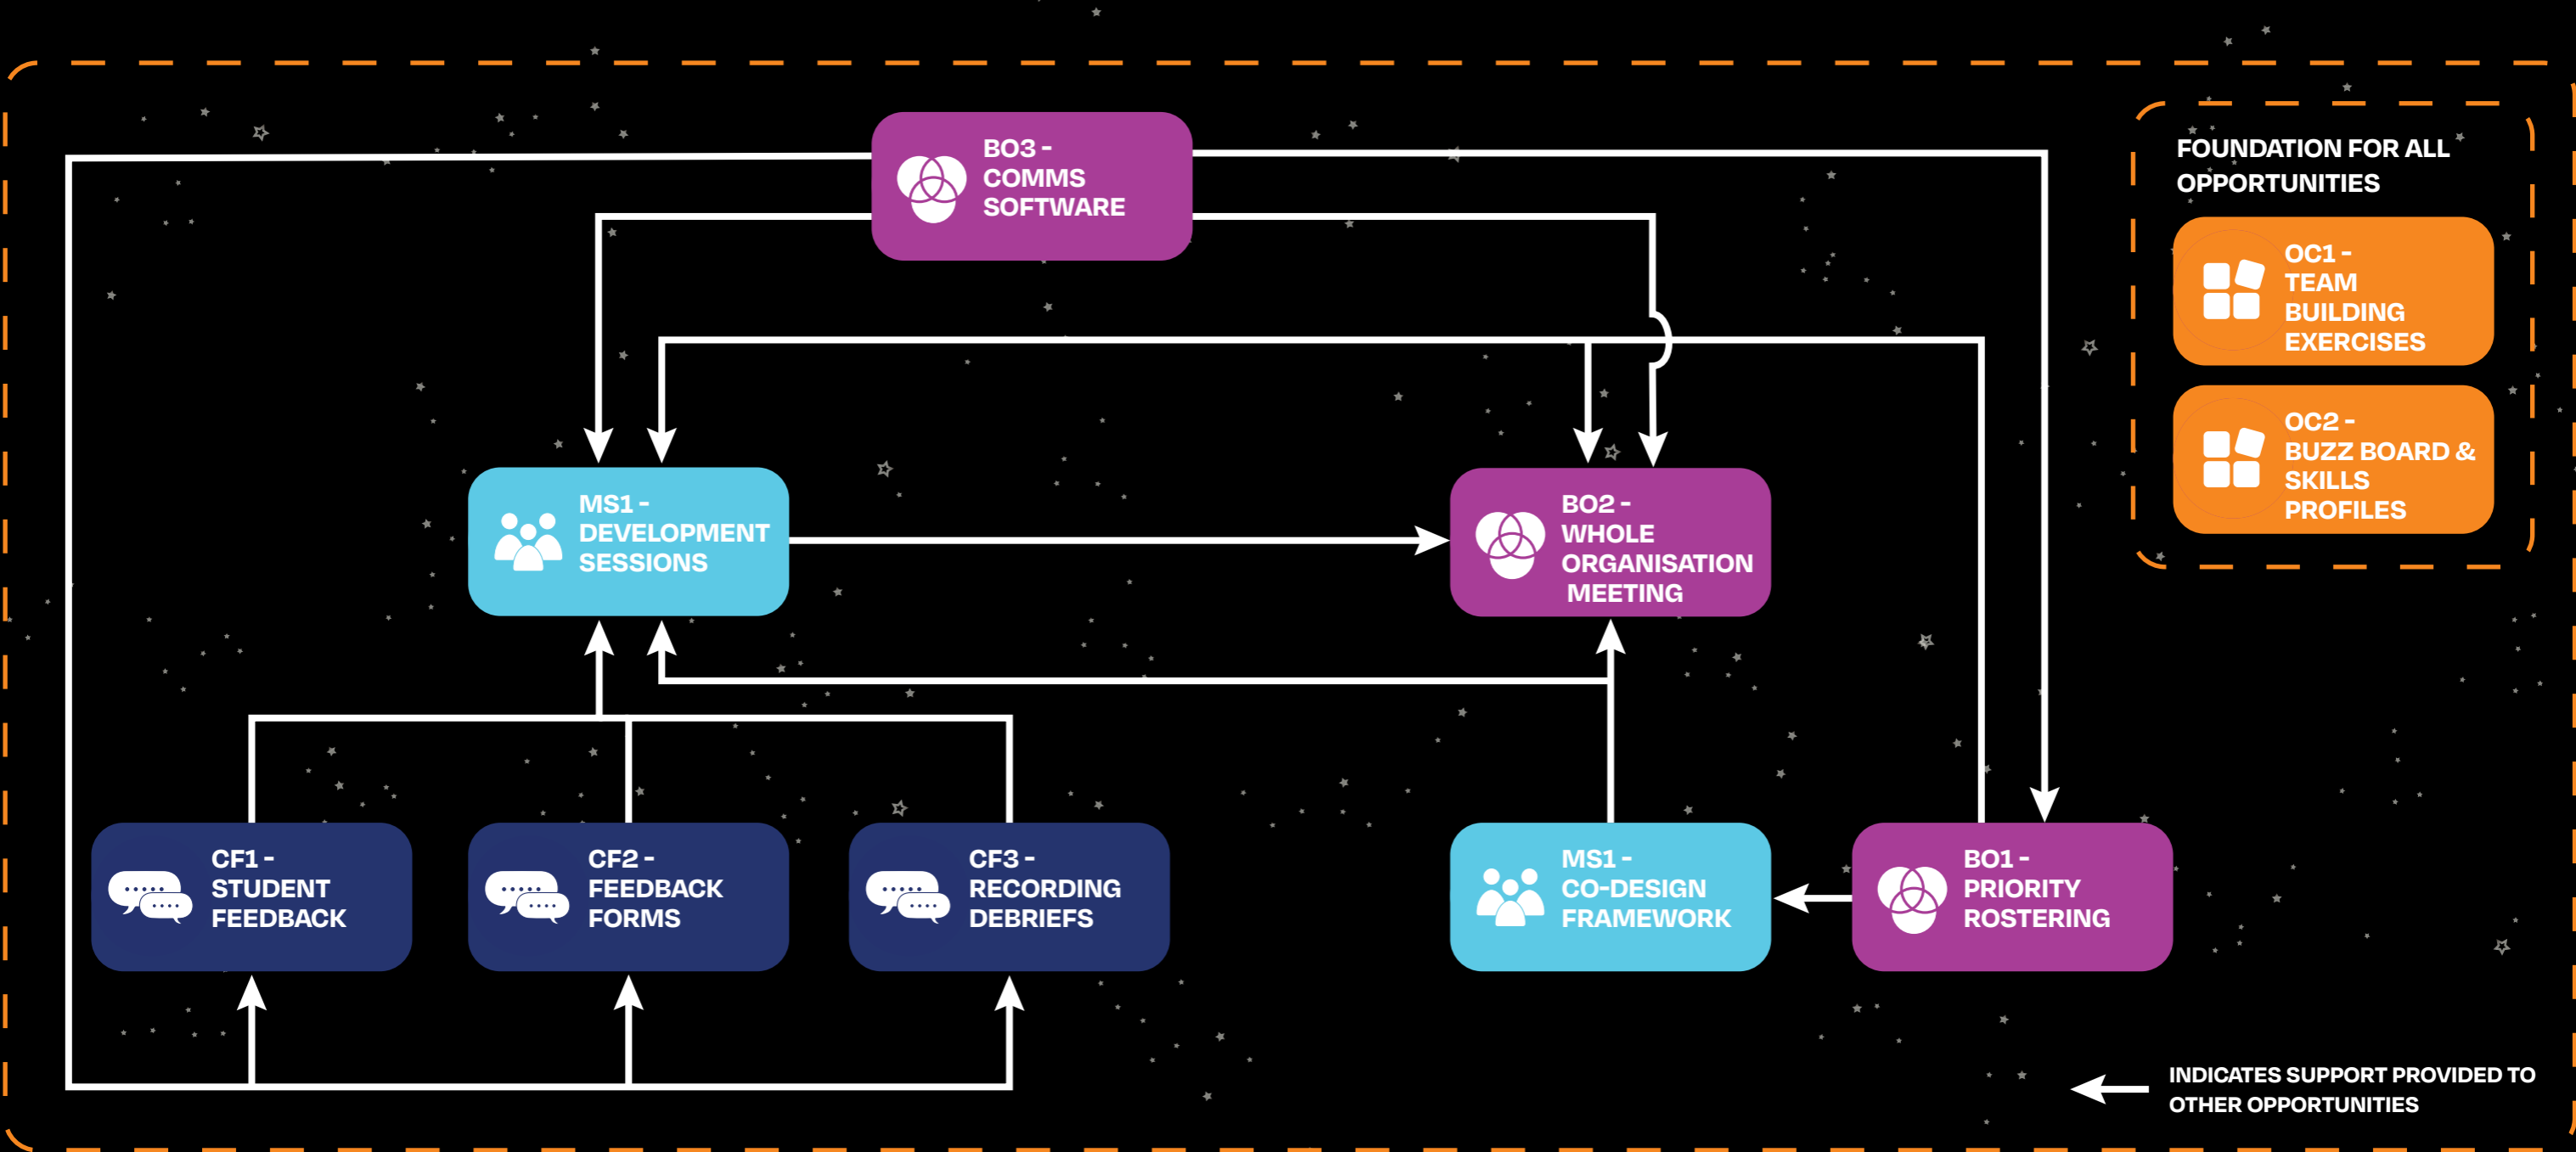 BO3 -
COMMS
SOFTWARE
FOUNDATION FOR ALL
OPPORTUNITIES
OC1 -
TEAM
BUILDING
EXERCISES
OC2 -
BUZZ BOARD &
SKILLS
PROFILES
MS1 -
DEVELOPMENT
SESSIONS
BO2 -
WHOLE
ORGANISATION
MEETING
CF1 -
STUDENT
FEEDBACK
CF2 -
FEEDBACK
FORMS
CF3 -
RECORDING
DEBRIEFS
MS1 -
CO-DESIGN
FRAMEWORK
BO1 -
PRIORITY
ROSTERING
INDICATES SUPPORT PROVIDED TO
OTHER OPPORTUNITIES